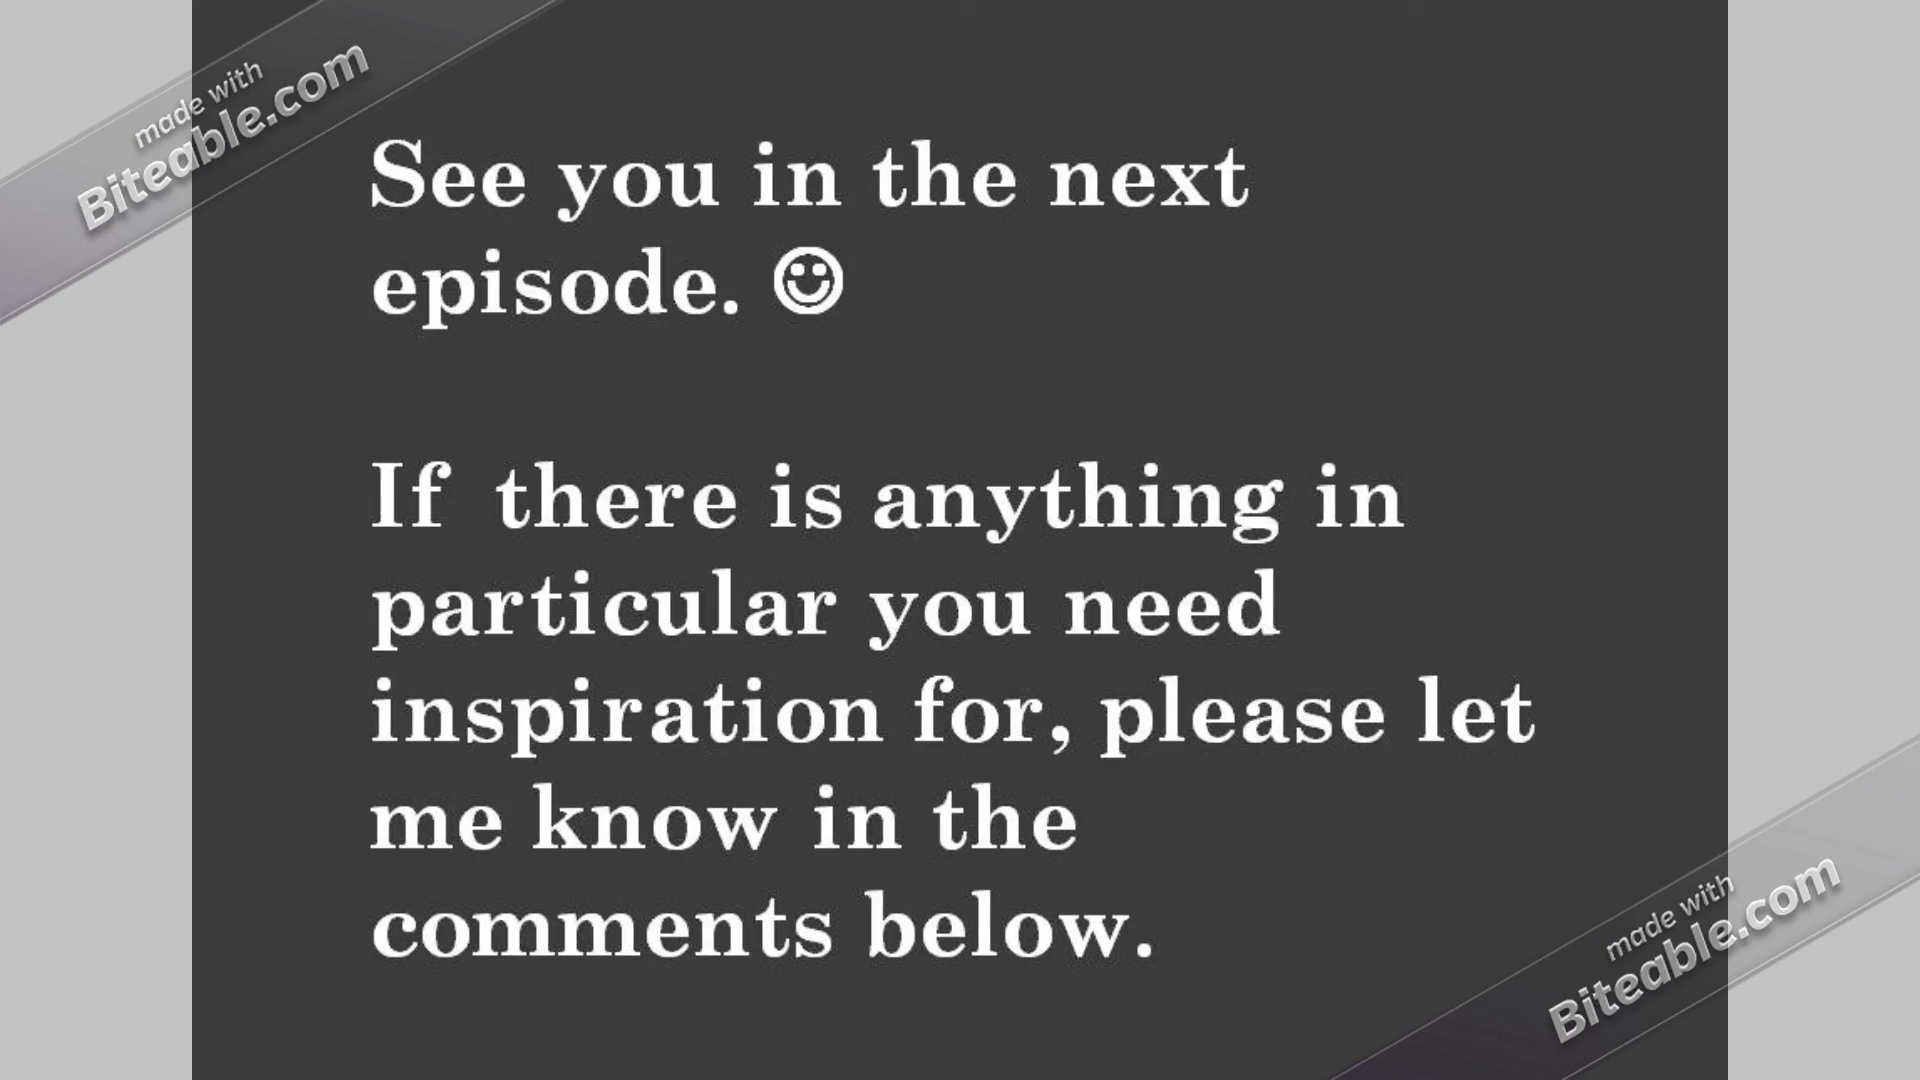 made with
Biteable.com
See you in the next
episode. ☺
If there is anything in
particular you need
inspiration for, please let
me know in the
comments below.
made with
Biteable.com